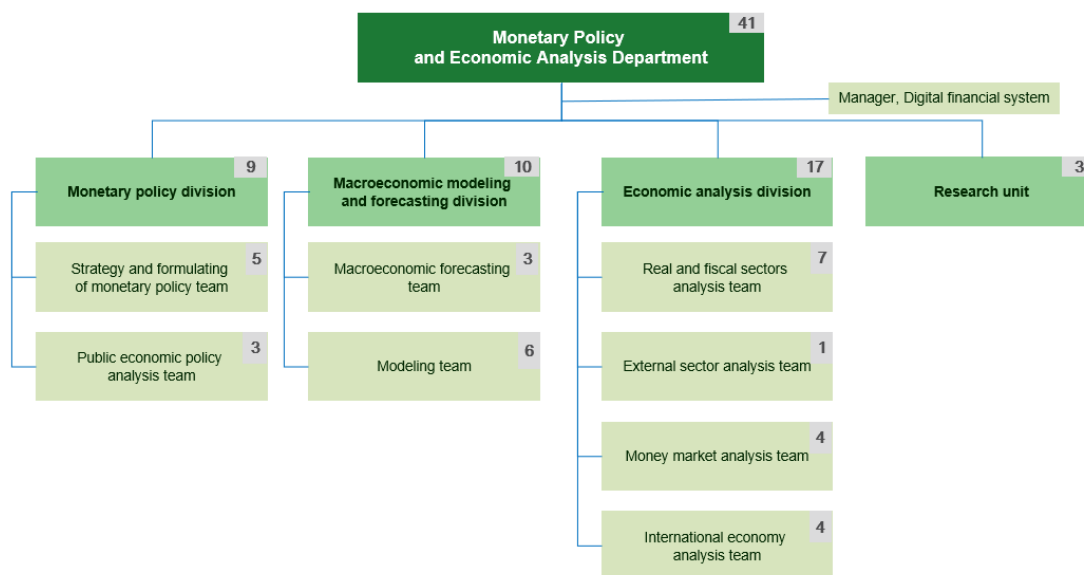 41
Monetary Policy
and Economic Analysis Department
Manager, Digital financial system
9
Monetary policy division
5
Strategy and formulating
of monetary policy team
3
Public economic policy
analysis team
10
Macroeconomic modeling
and forecasting division
3
Macroeconomic forecasting
team
6
Modeling team
17
Economic analysis division
7
Real and fiscal sectors
analysis team
1
External sector analysis team
4
Money market analysis team
4
International economy
analysis team
3
Research unit